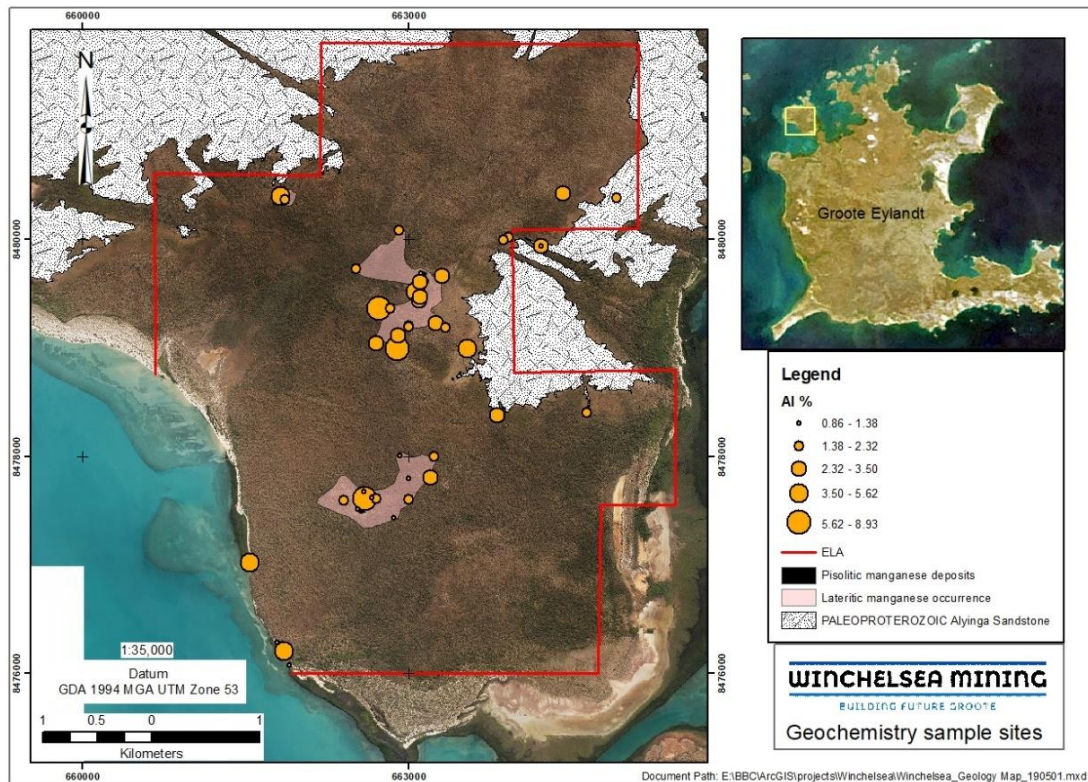 660000
663000
N
8480000
8480000
8478000
8478000
8476000
8476000
1:35,000
Datum
GDA 1994 MGA UTM Zone 53
1 0.5 0 1
Kilometers
660000
663000
Groote Eylandt
Legend
Al %
0.86 - 1.38
1.38 - 2.32
2.32 - 3.50
3.50 - 5.62
5.62 - 8.93
ELA
Pisolitic manganese deposits
Lateritic manganese occurrence
PALEOPROTEROZOIC Alyinga Sandstone
WINCHELSEA MINING
BUILDING FUTURE GROOTE
Geochemistry sample sites
Document Path: E:\BBC\ArcGIS\projects\Winchelsea\Winchelsea_Geology Map_190501.mxd